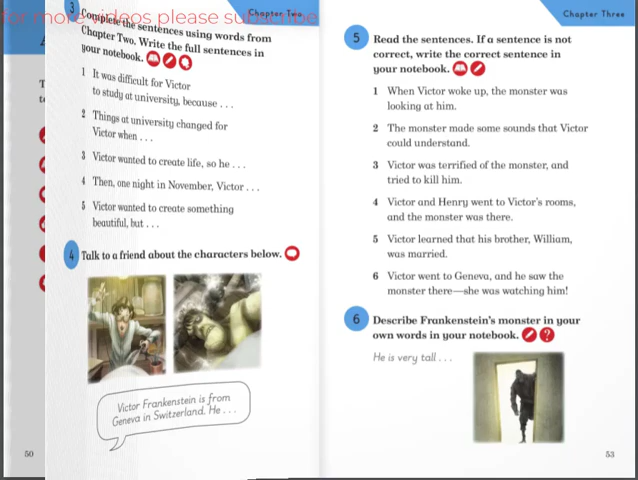 for more videos please subscribe
Chapter Two
3 Complete the sentences using words from
Chapter Two. Write the full sentences in
your notebook.
1 It was difficult for Victor
to study at university, because . . .
2 Things at university changed for
Victor when . . .
3 Victor wanted to create life, so he . . .
4 Then, one night in November, Victor . . .
5 Victor wanted to create something
beautiful, but . . .
4 Talk to a friend about the characters below.
Victor Frankenstein is from
Geneva in Switzerland. He . . .
50
Chapter Three
5 Read the sentences. If a sentence is not
correct, write the correct sentence in
your notebook.
1 When Victor woke up, the monster was
looking at him.
2 The monster made some sounds that Victor
could understand.
3 Victor was terrified of the monster, and
tried to kill him.
4 Victor and Henry went to Victor's rooms,
and the monster was there.
5 Victor learned that his brother, William,
was married.
6 Victor went to Geneva, and he saw the
monster there—she was watching him!
6 Describe Frankenstein's monster in your
own words in your notebook.
He is very tall . . .
53